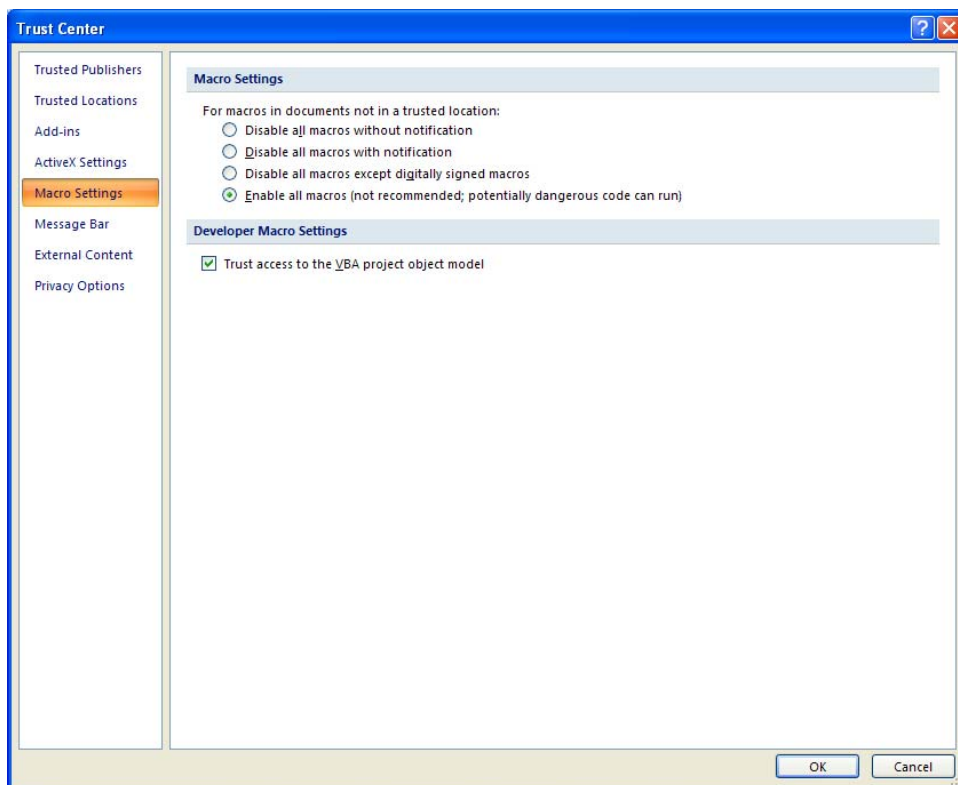 Trust Center
Trusted Publishers
Trusted Locations
Add-ins
ActiveX Settings
Macro Settings
Message Bar
External Content
Privacy Options
Macro Settings
For macros in documents not in a trusted location:
Disable all macros without notification
Disable all macros with notification
Disable all macros except digitally signed macros
Enable all macros (not recommended; potentially dangerous code can run)
Developer Macro Settings
Trust access to the VBA project object model
OK
Cancel